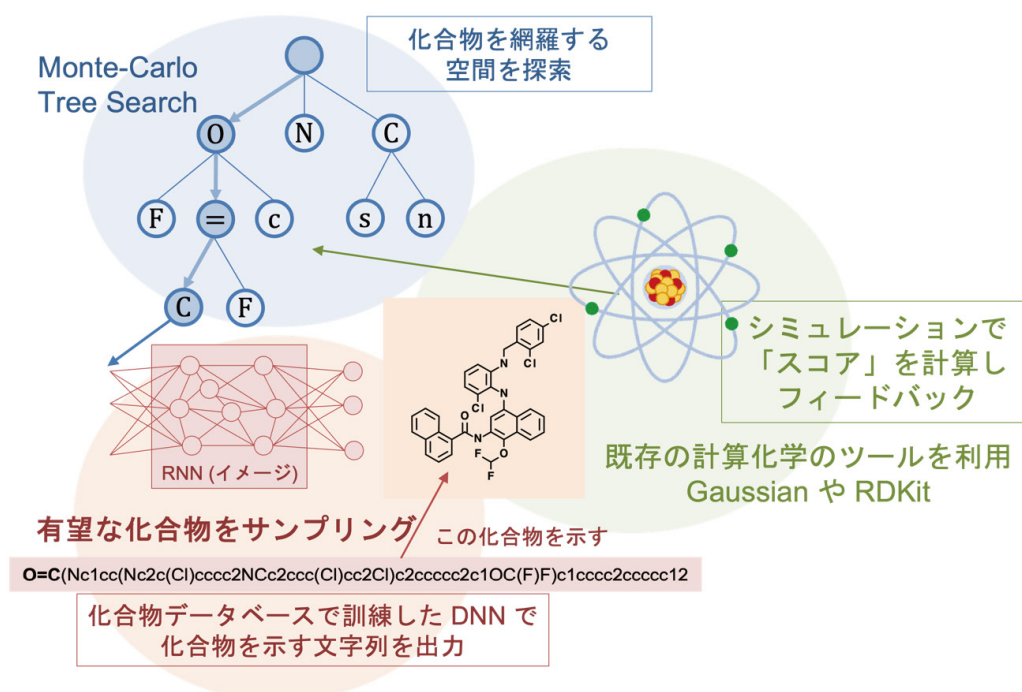 Monte-Carlo
Tree Search
化合物を網羅する
空間を探索
O
N
C
F
=
c
s
n
C
F
シミュレーションで
「スコア」を計算し
フィードバック
既存の計算化学のツールを利用
Gaussian や RDKit
Cl
Cl
N
Cl
N
O
N
F
O
F
RNN (イメージ)
有望な化合物をサンプリング
この化合物を示す
O=C(Nc1cc(Nc2c(Cl)cccc2NCc2ccc(Cl)cc2Cl)c2ccccc2c1OC(F)F)c1cccc2ccccc12
化合物データベースで訓練した DNN で
化合物を示す文字列を出力